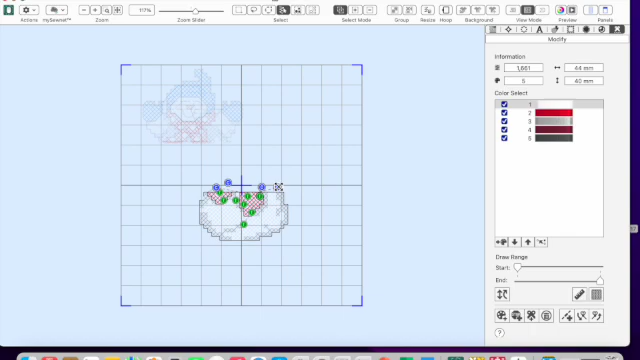 117%
Actions
mySewnet™
Zoom
Zoom Slider
Select
Select Mode
Group
Resize
Hoop
Background
View Mode
Preview
Panels
Modify
Information
1,661
44 mm
5
40 mm
Color Select
1
2
3
4
5
Draw Range
Start:
End: